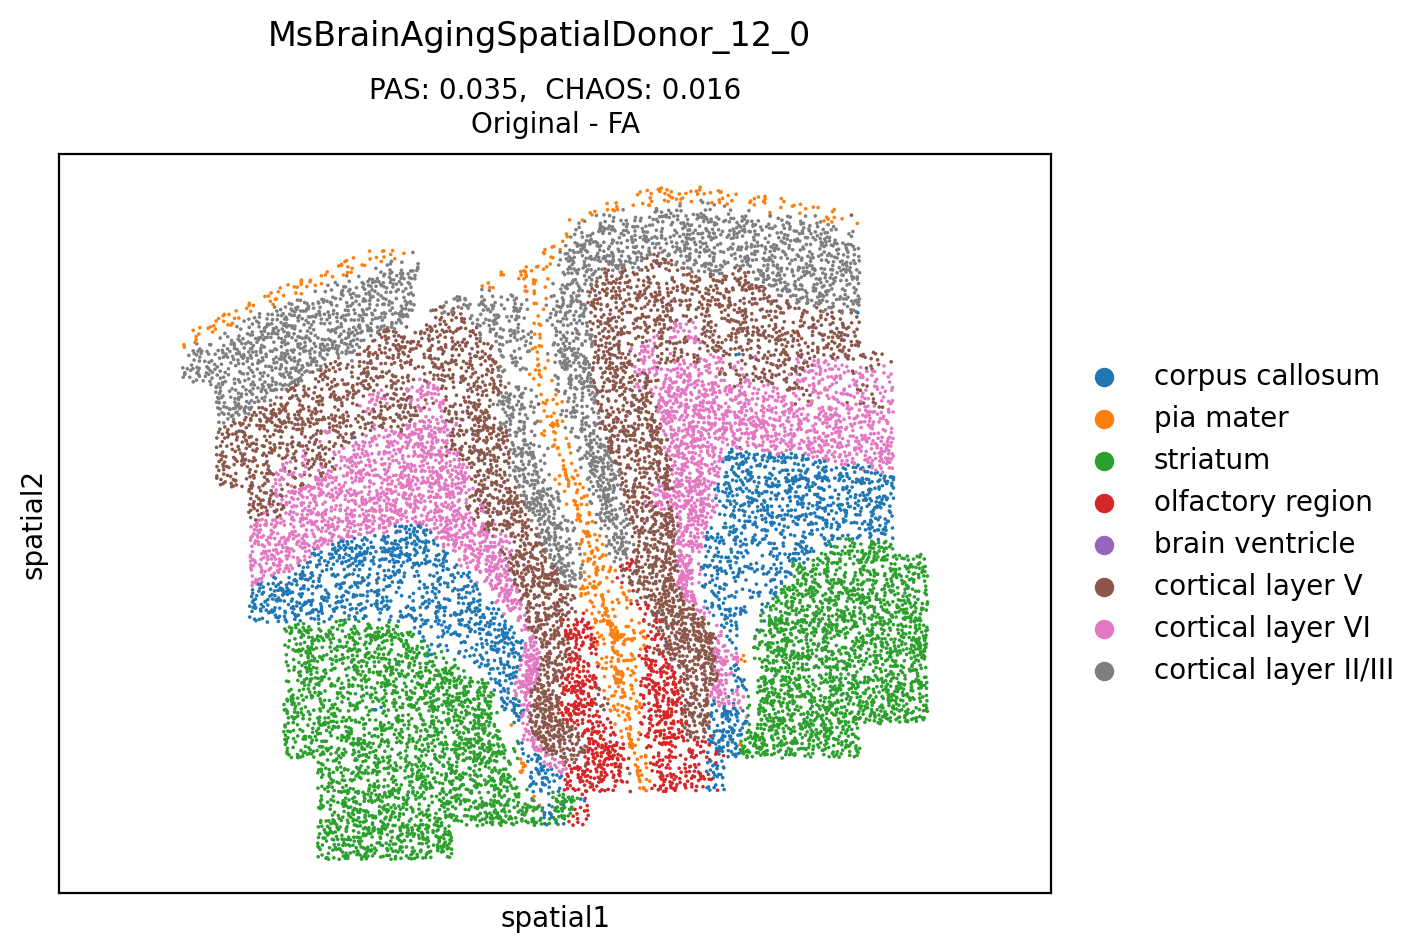 MsBrainAgingSpatialDonor_12_0
PAS: 0.035,  CHAOS: 0.016
Original - FA
spatial2
spatial1
corpus callosum
pia mater
striatum
olfactory region
brain ventricle
cortical layer V
cortical layer VI
cortical layer II/III